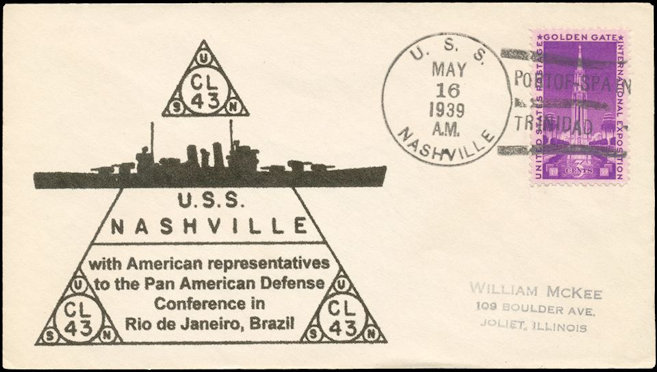 U
CL
43
S N
U.S.S.
NASHVILLE
with American representatives
to the Pan American Defense
Conference in
Rio de Janeiro, Brazil
U
CL
43
S N
U
CL
43
S N
U. S. S.
MAY
16
1939
A.M.
NASHVILLE
PORTOF SPAIN
TRINIDAD
GOLDEN GATE
UNITED STATES POSTAGE
INTERNATIONAL EXPOSITION
3
CENTS
WILLIAM MCKEE
109 BOULDER AVE.
JOLIET, ILLINOIS